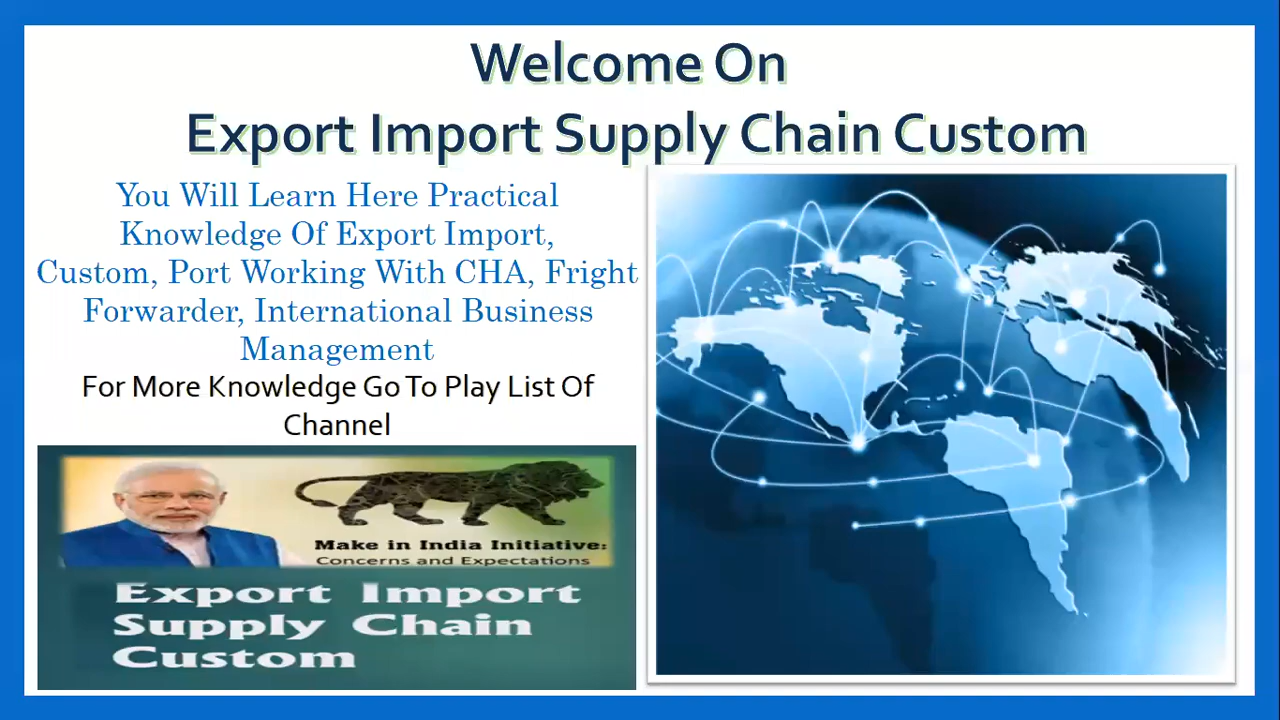 Welcome On
Export Import Supply Chain Custom
You Will Learn Here Practical
Knowledge Of Export Import,
Custom, Port Working With CHA, Fright
Forwarder, International Business
Management
For More Knowledge Go To Play List Of
Channel
Make in India Initiative:
Concerns and Expectations
Export Import
Supply Chain
Custom